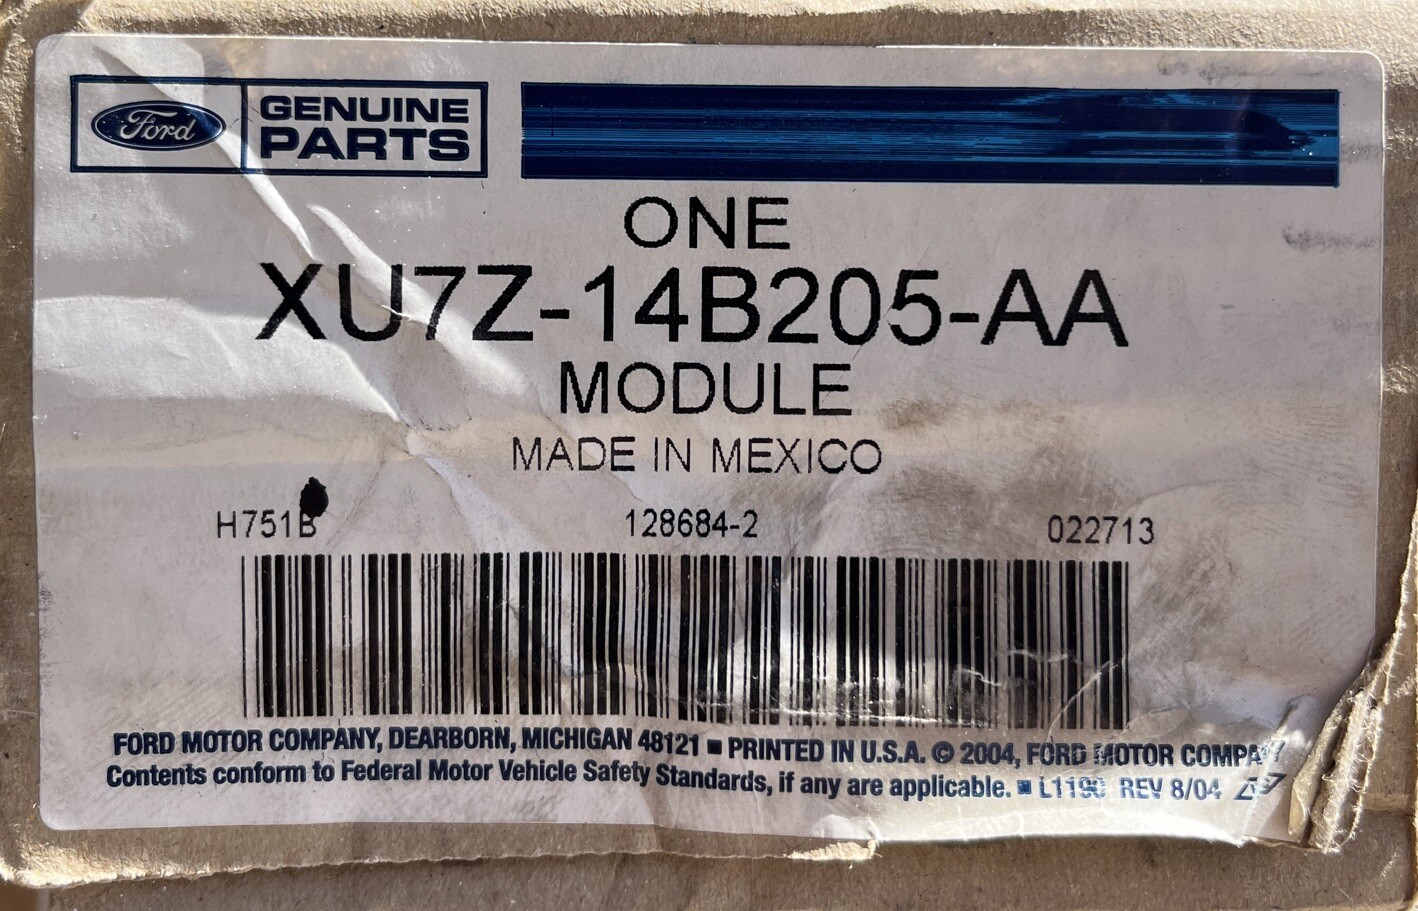 Ford GENUINE PARTS
ONE
XU7Z-14B205-AA
MODULE
MADE IN MEXICO
H751B 128684-2 022713
FORD MOTOR COMPANY, DEARBORN, MICHIGAN 48121 ■ PRINTED IN U.S.A. © 2004, FORD MOTOR COMPANY
Contents conform to Federal Motor Vehicle Safety Standards, if any are applicable. ■ L1190 REV 8/04